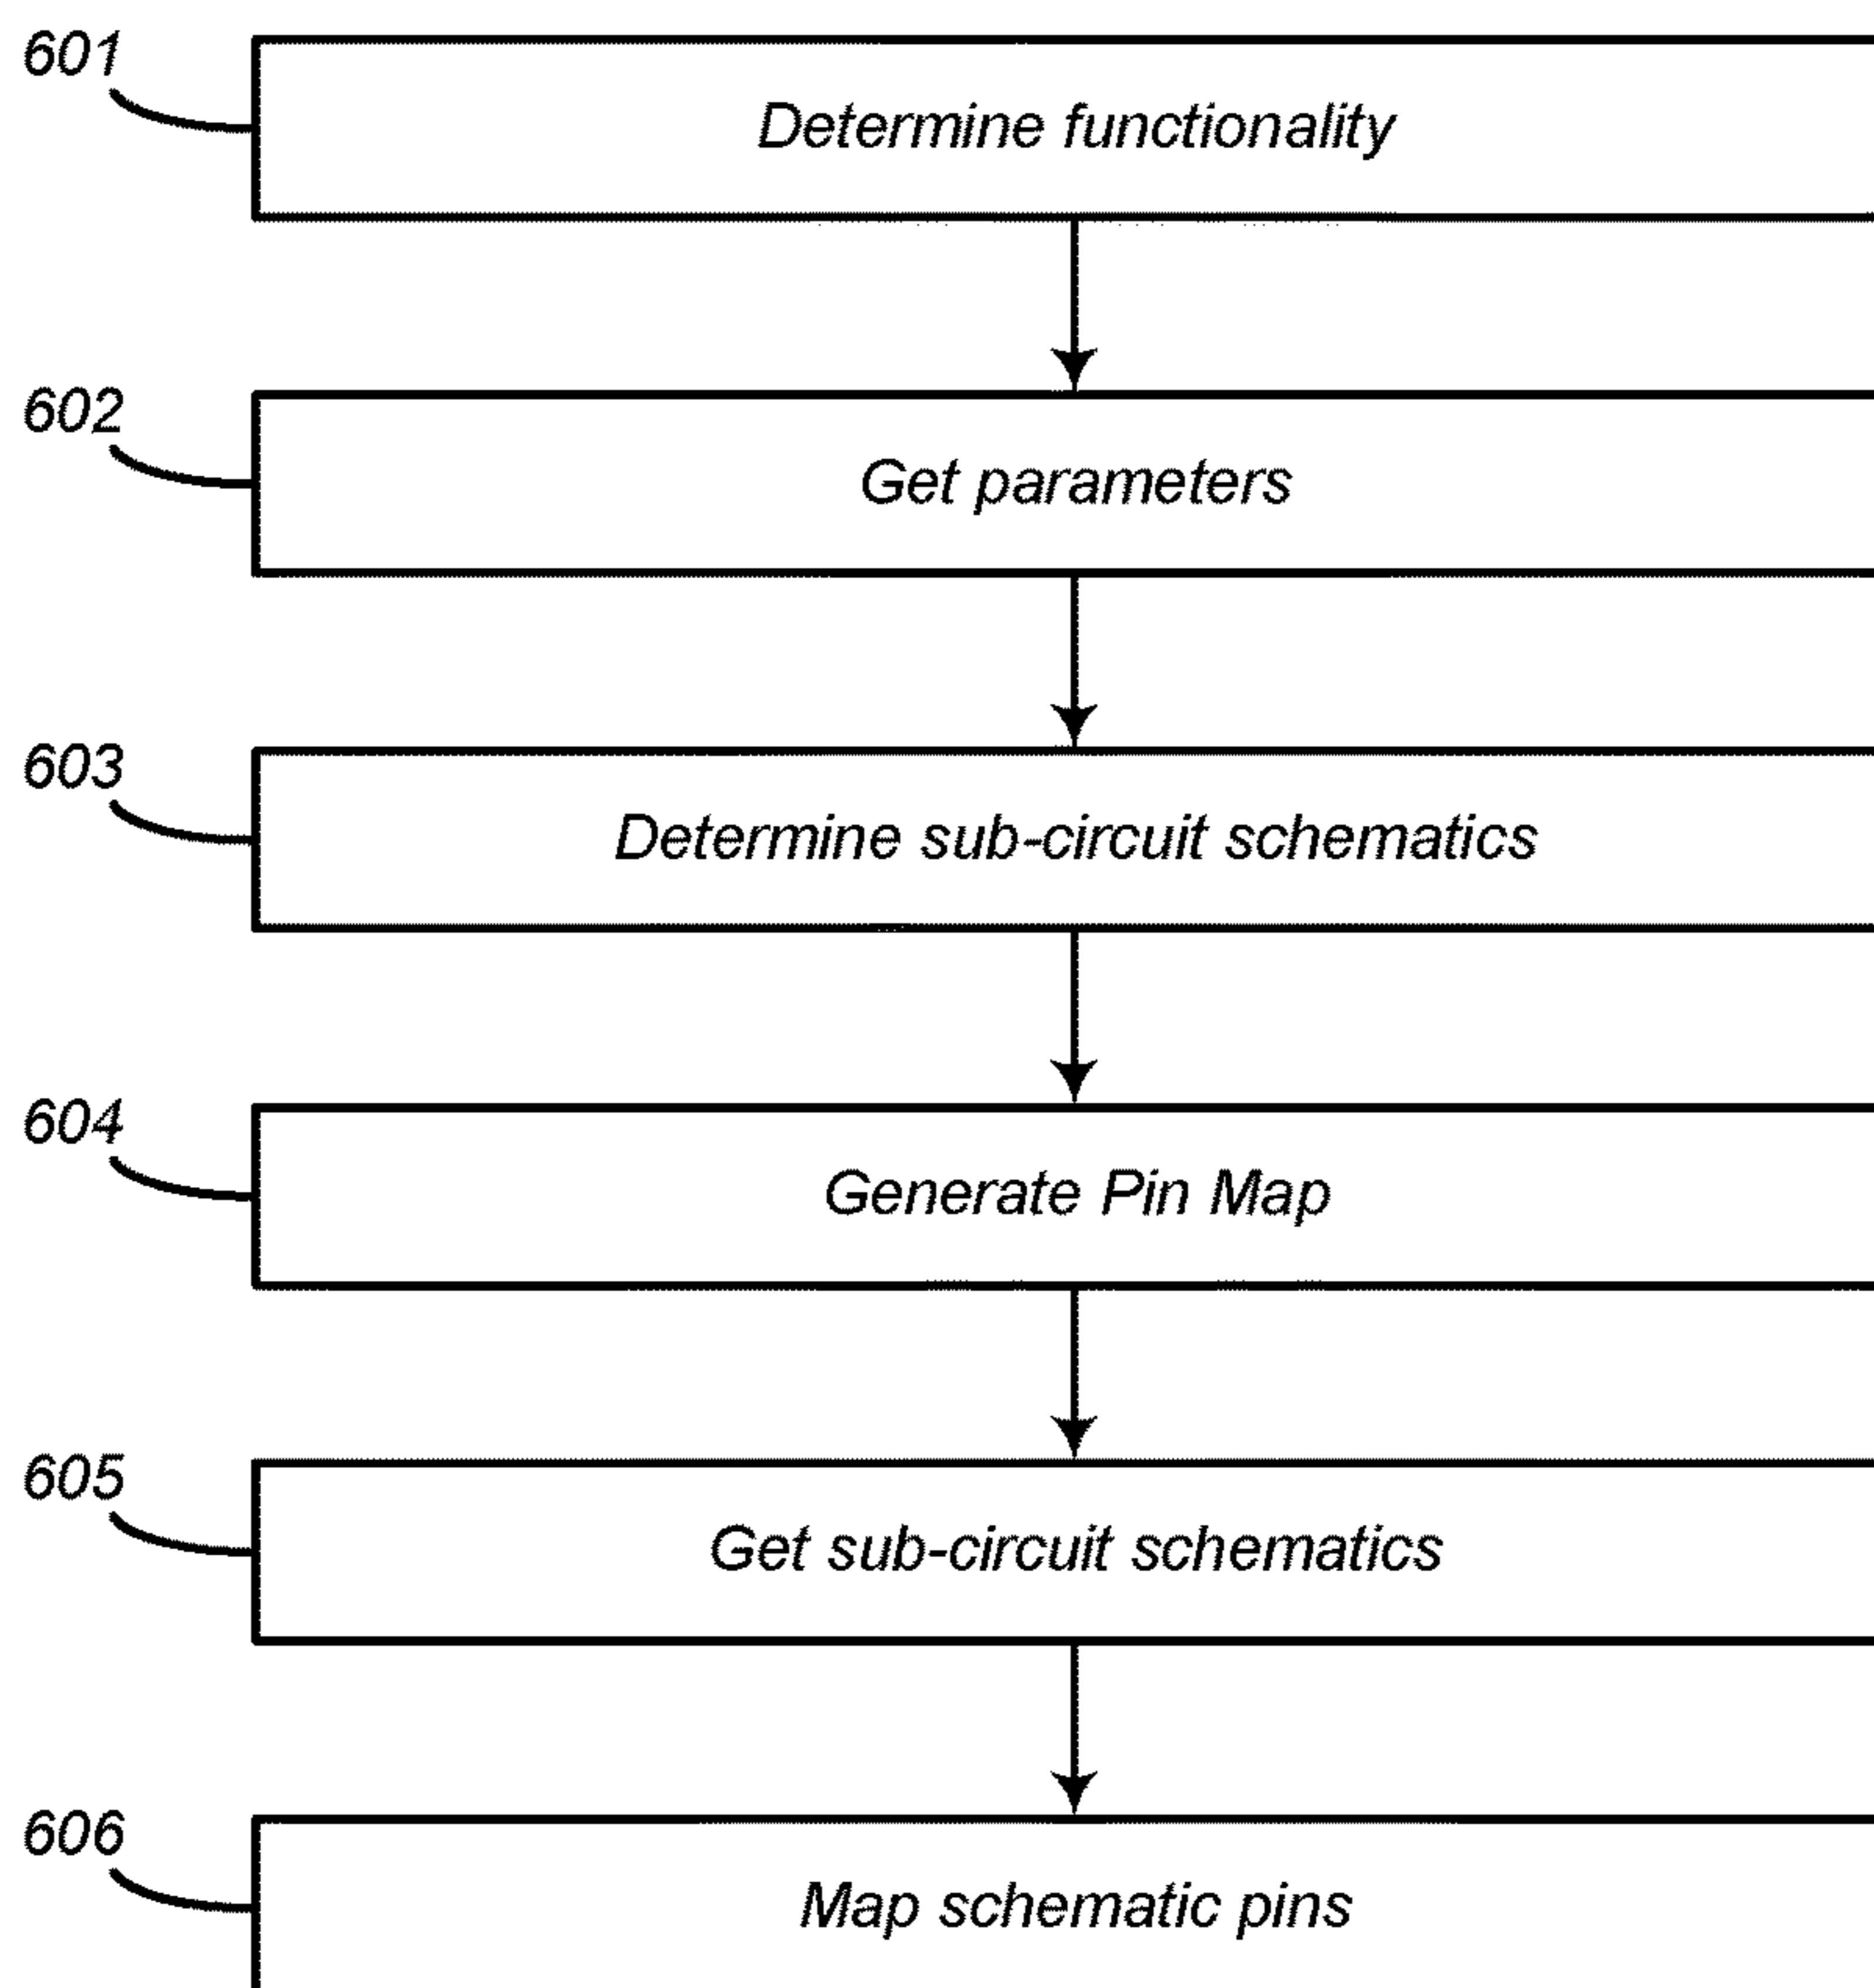 601
Determine functionality
602
Get parameters
603
Determine sub-circuit schematics
604
Generate Pin Map
605
Get sub-circuit schematics
606
Map schematic pins